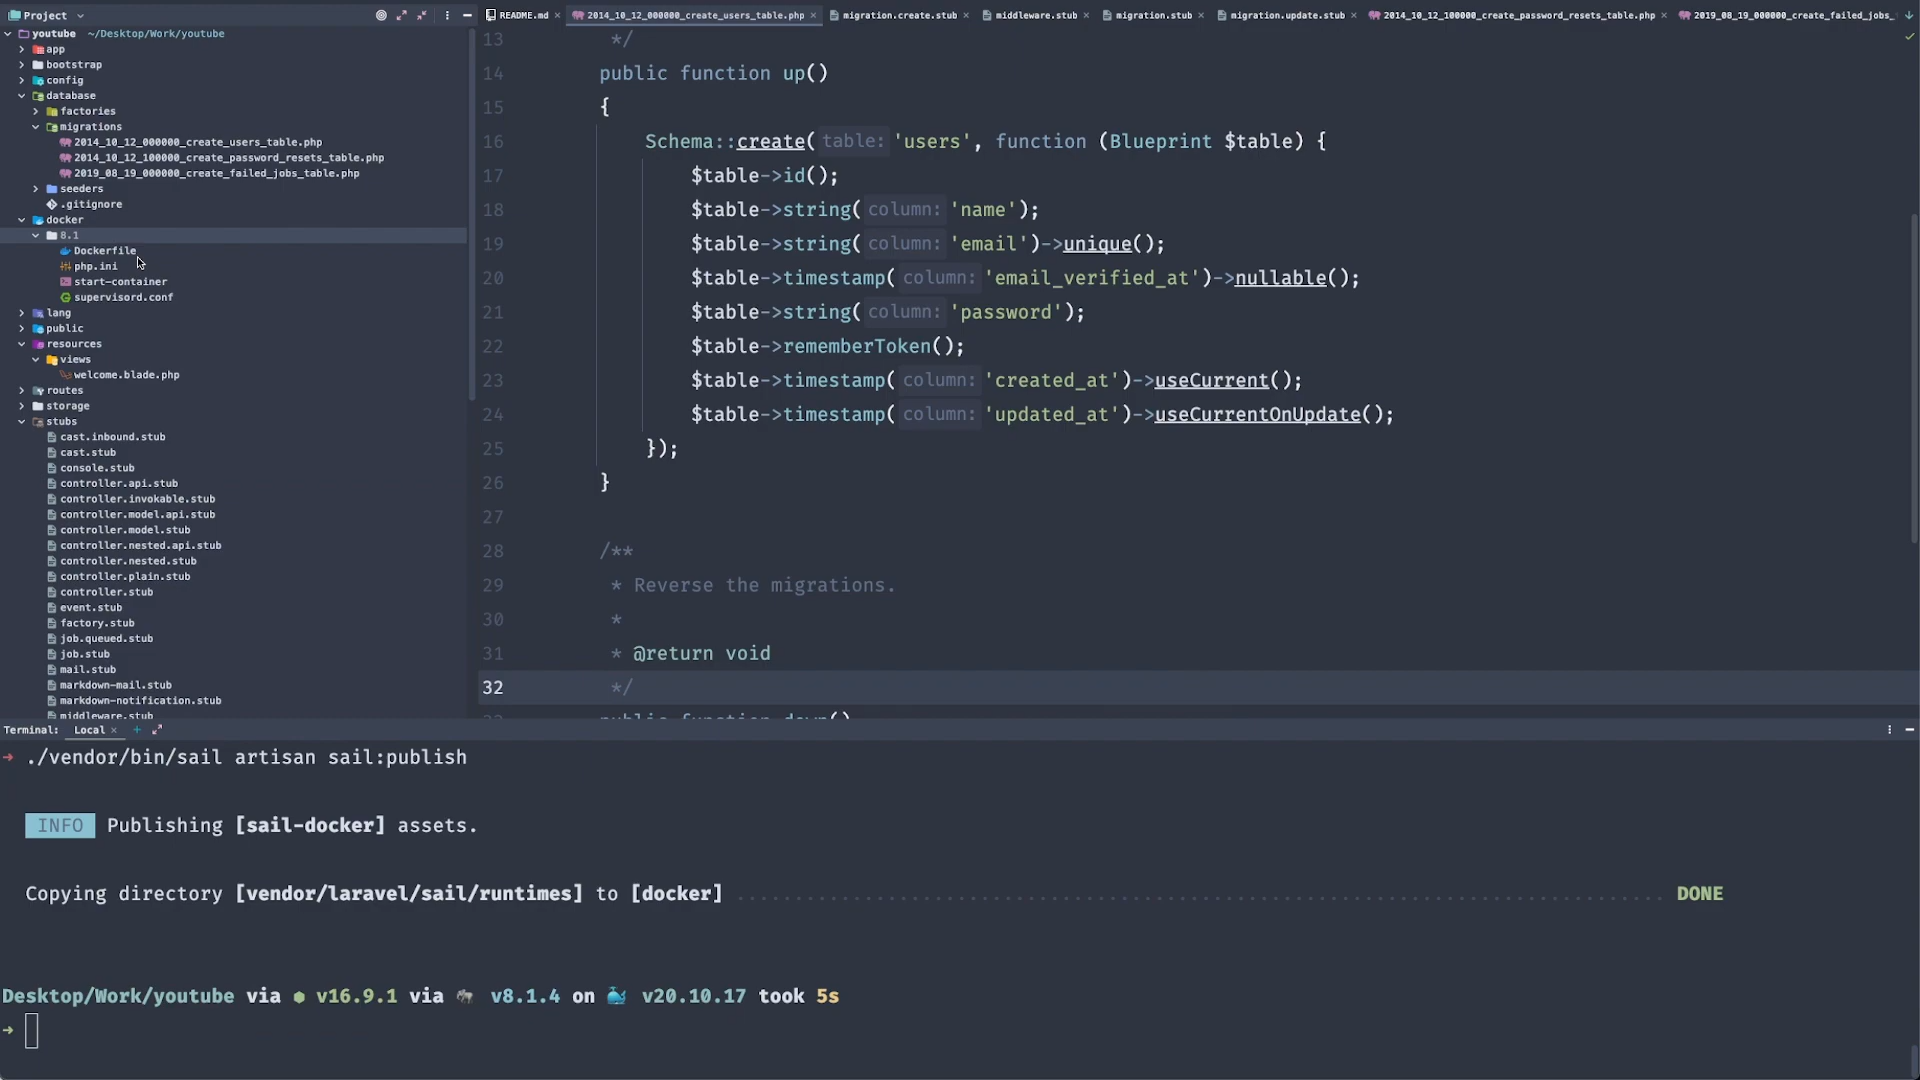 Project
youtube ~/Desktop/Work/youtube
app
bootstrap
config
database
factories
migrations
2014_10_12_000000_create_users_table.php
2014_10_12_100000_create_password_resets_table.php
2019_08_19_000000_create_failed_jobs_table.php
seeders
.gitignore
docker
8.1
Dockerfile
php.ini
start-container
supervisord.conf
lang
public
resources
views
welcome.blade.php
routes
storage
stubs
cast.inbound.stub
cast.stub
console.stub
controller.api.stub
controller.invokable.stub
controller.model.api.stub
controller.model.stub
controller.nested.api.stub
controller.nested.stub
controller.plain.stub
controller.stub
event.stub
factory.stub
job.queued.stub
job.stub
mail.stub
markdown-mail.stub
markdown-notification.stub
middleware.stub
README.md 2014_10_12_000000_create_users_table.php migration.create.stub middleware.stub migration.stub migration.update.stub 2014_10_12_100000_create_password_resets_table.php 2019_08_19_000000_create_failed_jobs_
13 */
14 public function up()
15 {
16 Schema::create( table: 'users', function (Blueprint $table) {
17 $table->id();
18 $table->string( column: 'name');
19 $table->string( column: 'email')->unique();
20 $table->timestamp( column: 'email_verified_at')->nullable();
21 $table->string( column: 'password');
22 $table->rememberToken();
23 $table->timestamp( column: 'created_at')->useCurrent();
24 $table->timestamp( column: 'updated_at')->useCurrentOnUpdate();
25 });
26 }
27
28 /**
29 * Reverse the migrations.
30 *
31 * @return void
32 */
33 public function down()
Terminal: Local
→ ./vendor/bin/sail artisan sail:publish
INFO Publishing [sail-docker] assets.
Copying directory [vendor/laravel/sail/runtimes] to [docker] ........ DONE
Desktop/Work/youtube via v16.9.1 via v8.1.4 on v20.10.17 took 5s
→